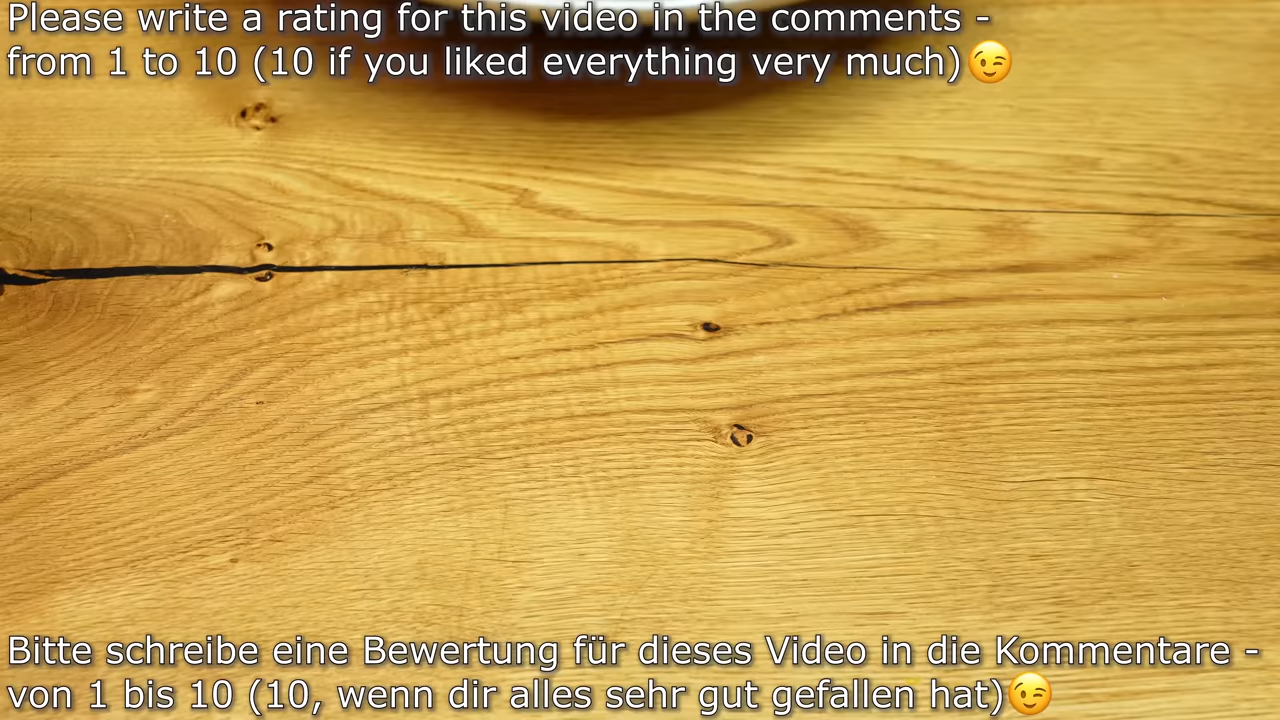 Please write a rating for this video in the comments -
from 1 to 10 (10 if you liked everything very much)😉
Bitte schreibe eine Bewertung für dieses Video in die Kommentare -
von 1 bis 10 (10, wenn dir alles sehr gut gefallen hat)😉